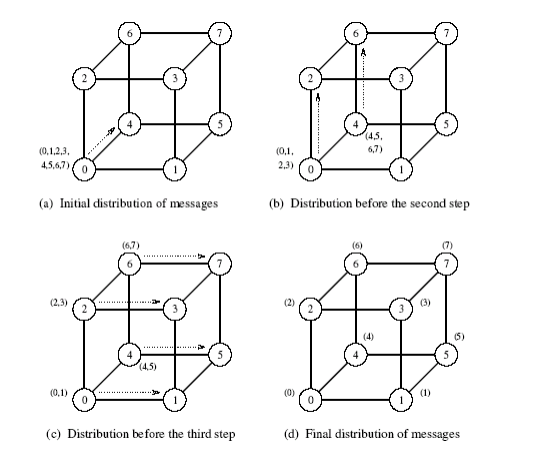 6 7
2 3
4 5
(0,1,2,3,
4,5,6,7) 0 1
(a) Initial distribution of messages
6 7
2 3
4 5
(4,5,
6,7)
(0,1,
2,3) 0 1
(b) Distribution before the second step
(6,7)
6 7
(2,3) 2 3
4 5
(4,5)
(0,1) 0 1
(c) Distribution before the third step
(6) (7)
6 7
(2) 2 3 (3)
(4) (5)
4 5
(0) 0 1 (1)
(d) Final distribution of messages